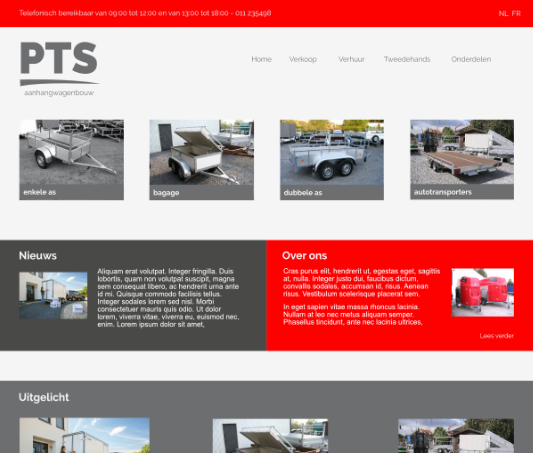 Telefonisch bereikbaar van 09:00 tot 12:00 en van 13:00 tot 18:00 - 011 235498
NL FR
PTS
aanhangwagenbouw
Home Verkoop Verhuur Tweedehands Onderdelen
enkele as
bagage
dubbele as
autotransporters
Nieuws
Aliquam erat volutpat. Integer fringilla. Duis
lobortis, quam non volutpat suscipit, magna
sem consequat libero, ac hendrerit urna ante
id mi. Quisque commodo facilisis tellus.
Integer sodales lorem sed nisl. Morbi
consectetuer mauris quis odio. Ut dolor
lorem, viverra vitae, viverra eu, euismod nec,
enim. Lorem ipsum dolor sit amet,
Over ons
Cras purus elit, hendrerit ut, egestas eget, sagittis
at, nulla. Integer justo dui, faucibus dictum,
convallis sodales, accumsan id, risus. Aenean
risus. Vestibulum scelerisque placerat sem.
In eget sapien vitae massa rhoncus lacinia.
Nullam at leo nec metus aliquam semper.
Phasellus tincidunt, ante nec lacinia ultrices,
Lees verder
Uitgelicht